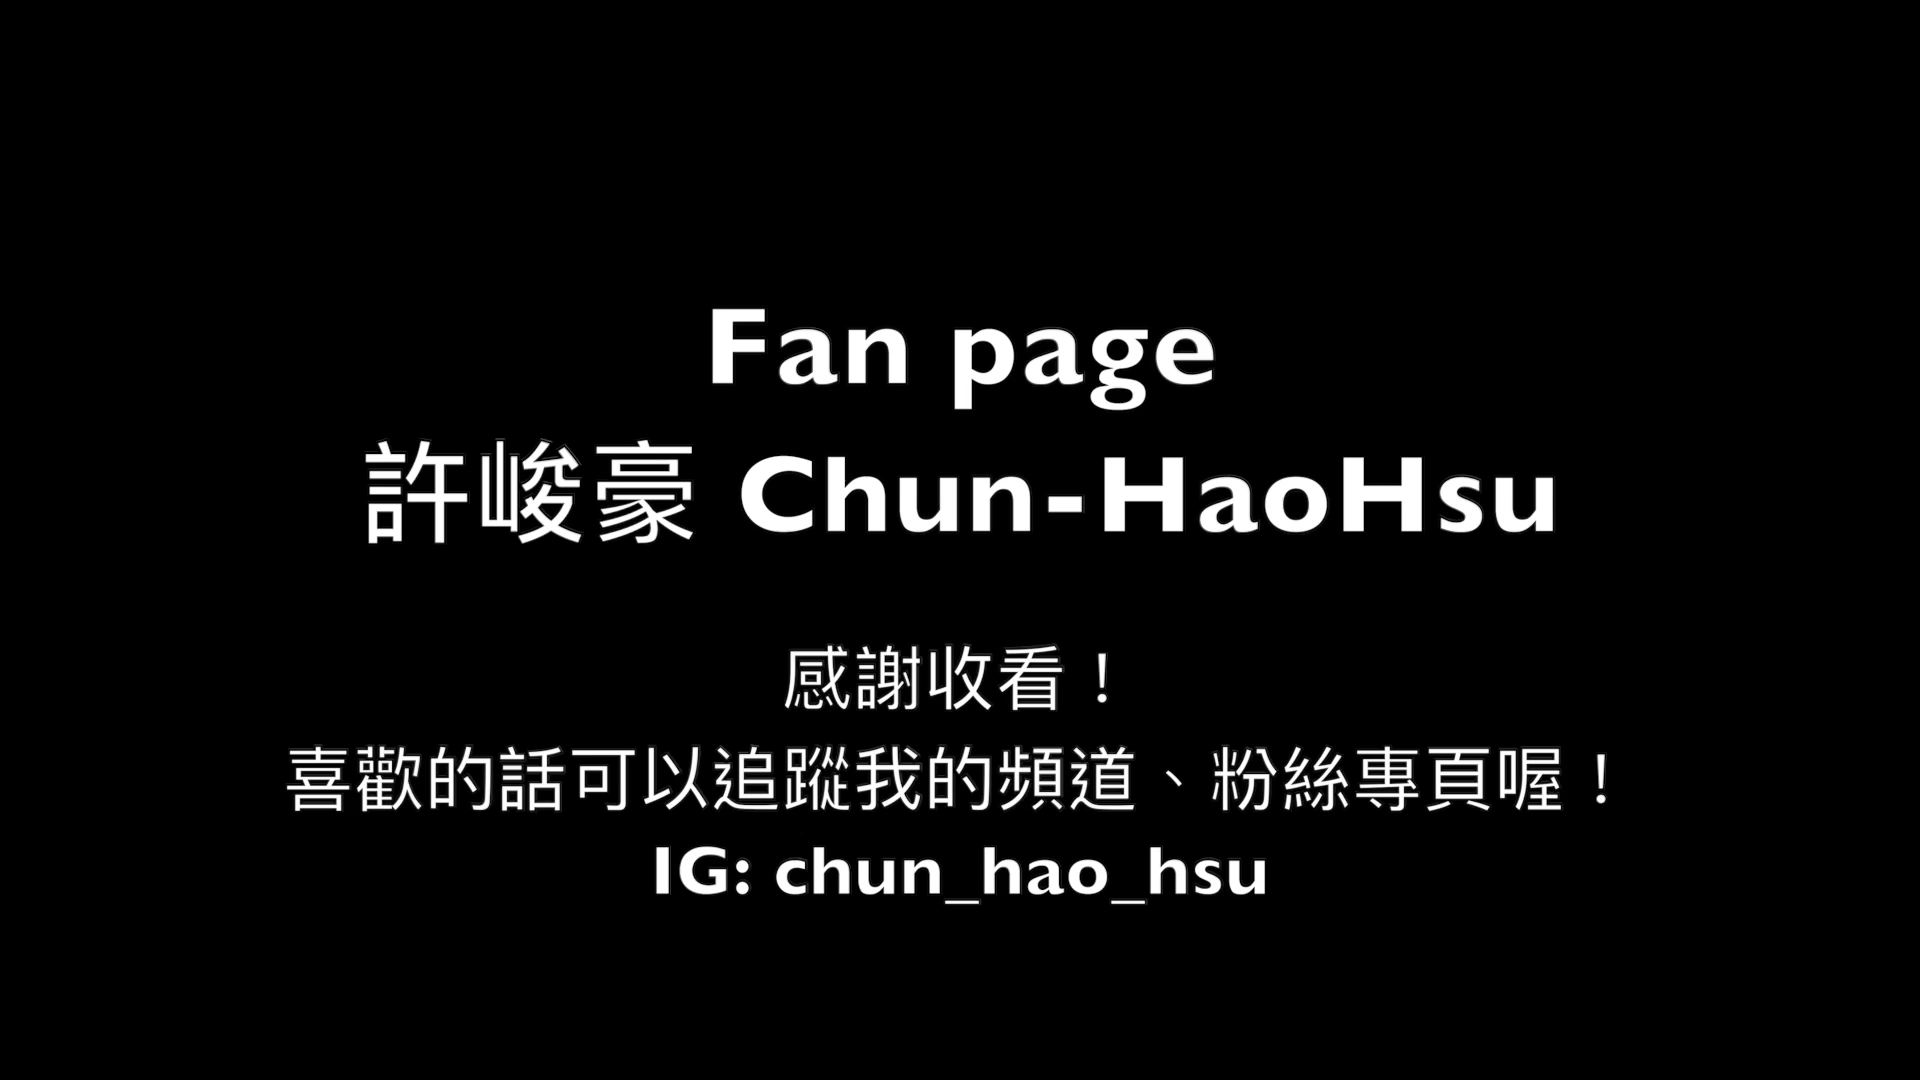 Fan page
許峻豪 Chun-HaoHsu
感謝收看！
喜歡的話可以追蹤我的頻道、粉絲專頁喔！
IG: chun_hao_hsu